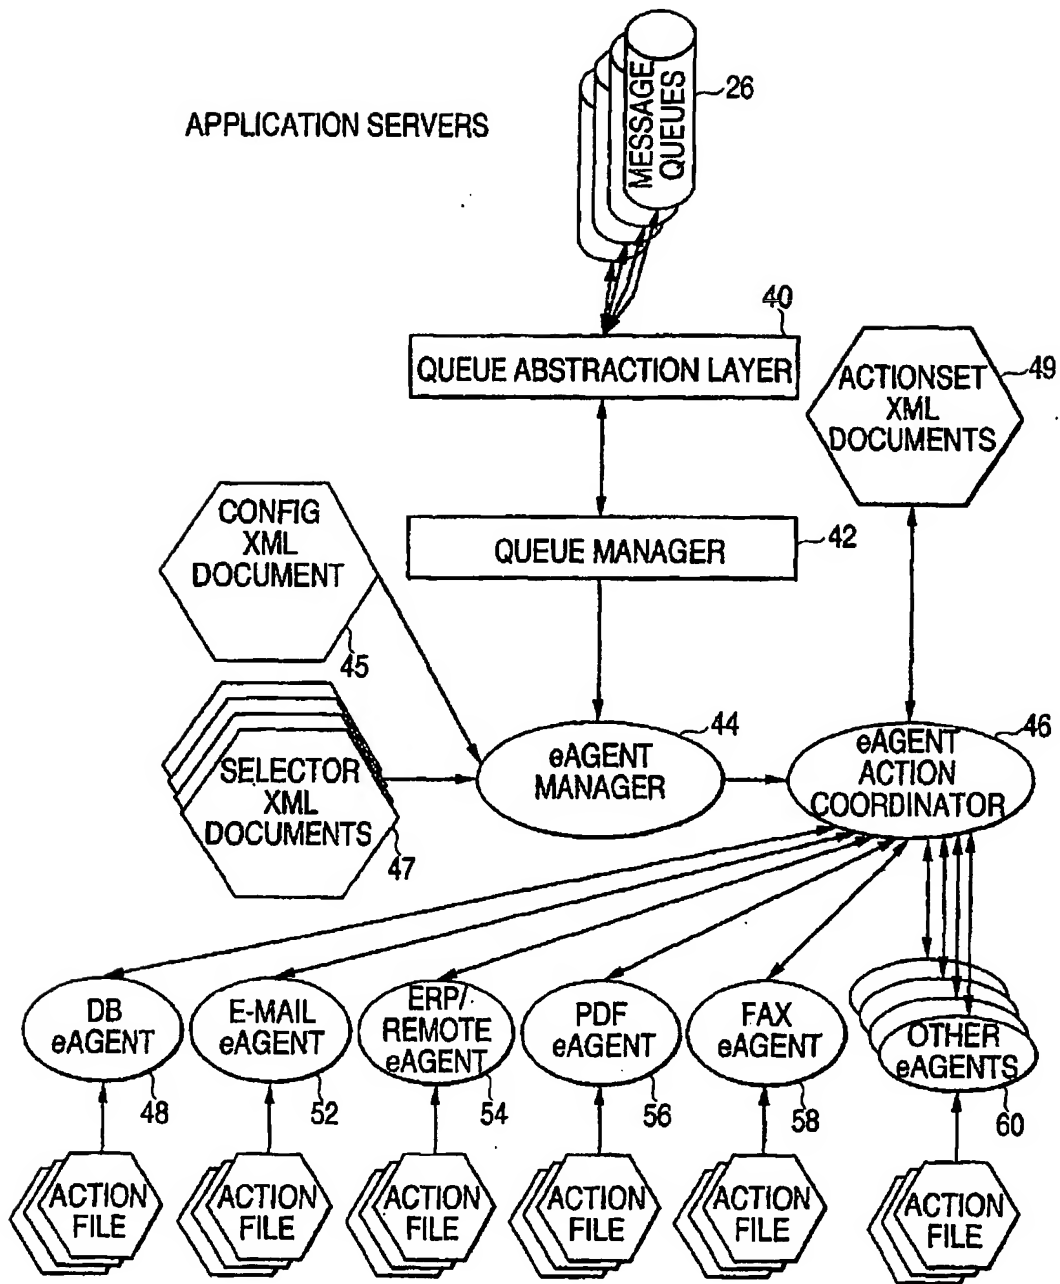 APPLICATION SERVERS
MESSAGE
QUEUES
26
40
QUEUE ABSTRACTION LAYER
ACTIONSET
XML
DOCUMENTS
49
CONFIG
XML
DOCUMENT
45
QUEUE MANAGER
42
SELECTOR
XML
DOCUMENTS
47
eAGENT
MANAGER
44
eAGENT
ACTION
COORDINATOR
46
DB
eAGENT
48
E-MAIL
eAGENT
52
ERP/
REMOTE
eAGENT
54
PDF
eAGENT
56
FAX
eAGENT
58
OTHER
eAGENTS
60
ACTION
FILE
ACTION
FILE
ACTION
FILE
ACTION
FILE
ACTION
FILE
ACTION
FILE